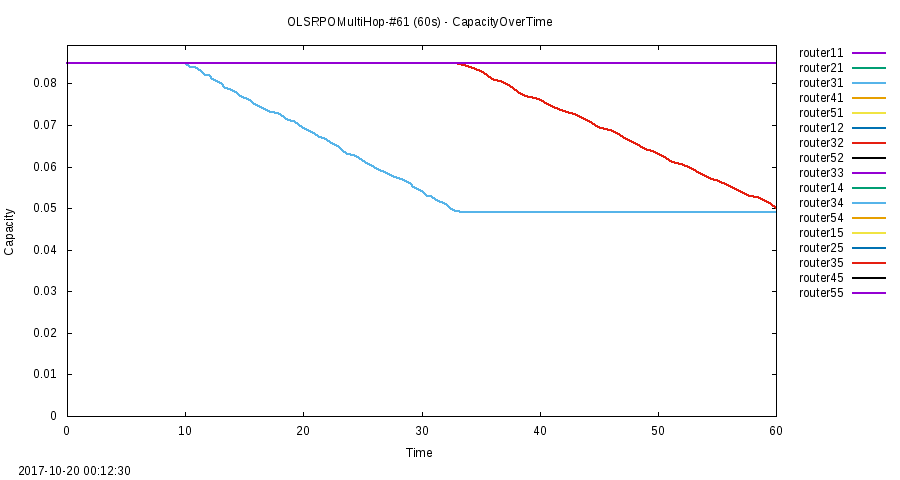 OLSRPOMultiHop-#61 (60s) - CapacityOverTime
router11
router21
router31
router41
router51
router12
router32
router52
router33
router14
router34
router54
router15
router25
router35
router45
router55
0.08
0.07
0.06
0.05
0.04
0.03
0.02
0.01
0
Capacity
0 10 20 30 40 50 60
Time
2017-10-20 00:12:30